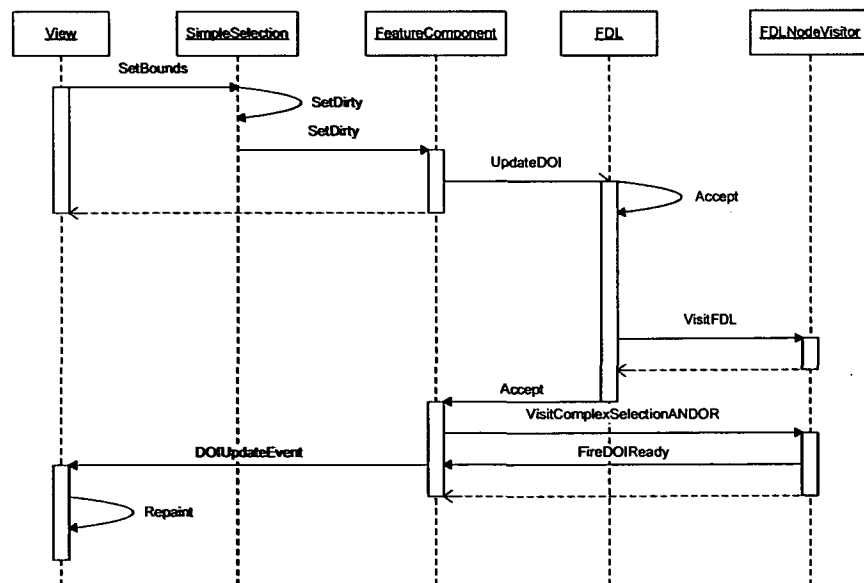 View
SimpleSelection
FeatureComponent
FDL
FDLNodeVisitor
SetBounds
SetDirty
SetDirty
UpdateDOI
Accept
VisitFDL
Accept
VisitComplexSelectionANDOR
DOIUpdateEvent
FireDOIReady
Repaint